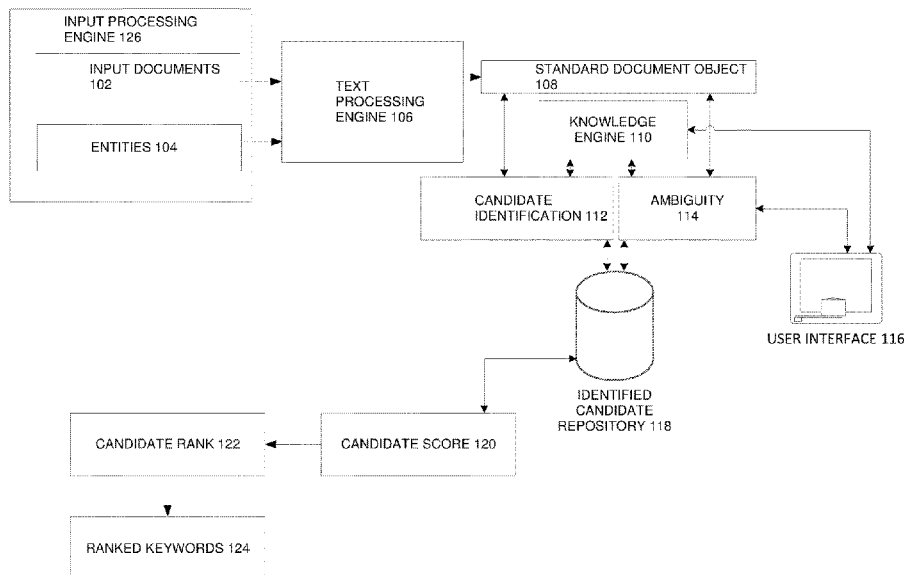 INPUT PROCESSING
ENGINE 126
INPUT DOCUMENTS
102
ENTITIES 104
TEXT
PROCESSING
ENGINE 106
STANDARD DOCUMENT OBJECT
108
KNOWLEDGE
ENGINE 110
CANDIDATE
IDENTIFICATION 112
AMBIGUITY
114
USER INTERFACE 116
IDENTIFIED
CANDIDATE
REPOSITORY 118
CANDIDATE RANK 122
CANDIDATE SCORE 120
RANKED KEYWORDS 124